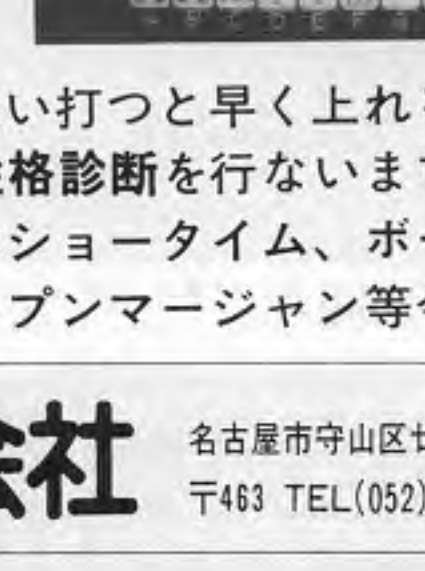 い打つと早く上れ
格診断を行ないます
ショータイム、ボ
プンマージャン等
会社
名古屋市守山区
〒463 TEL(052)